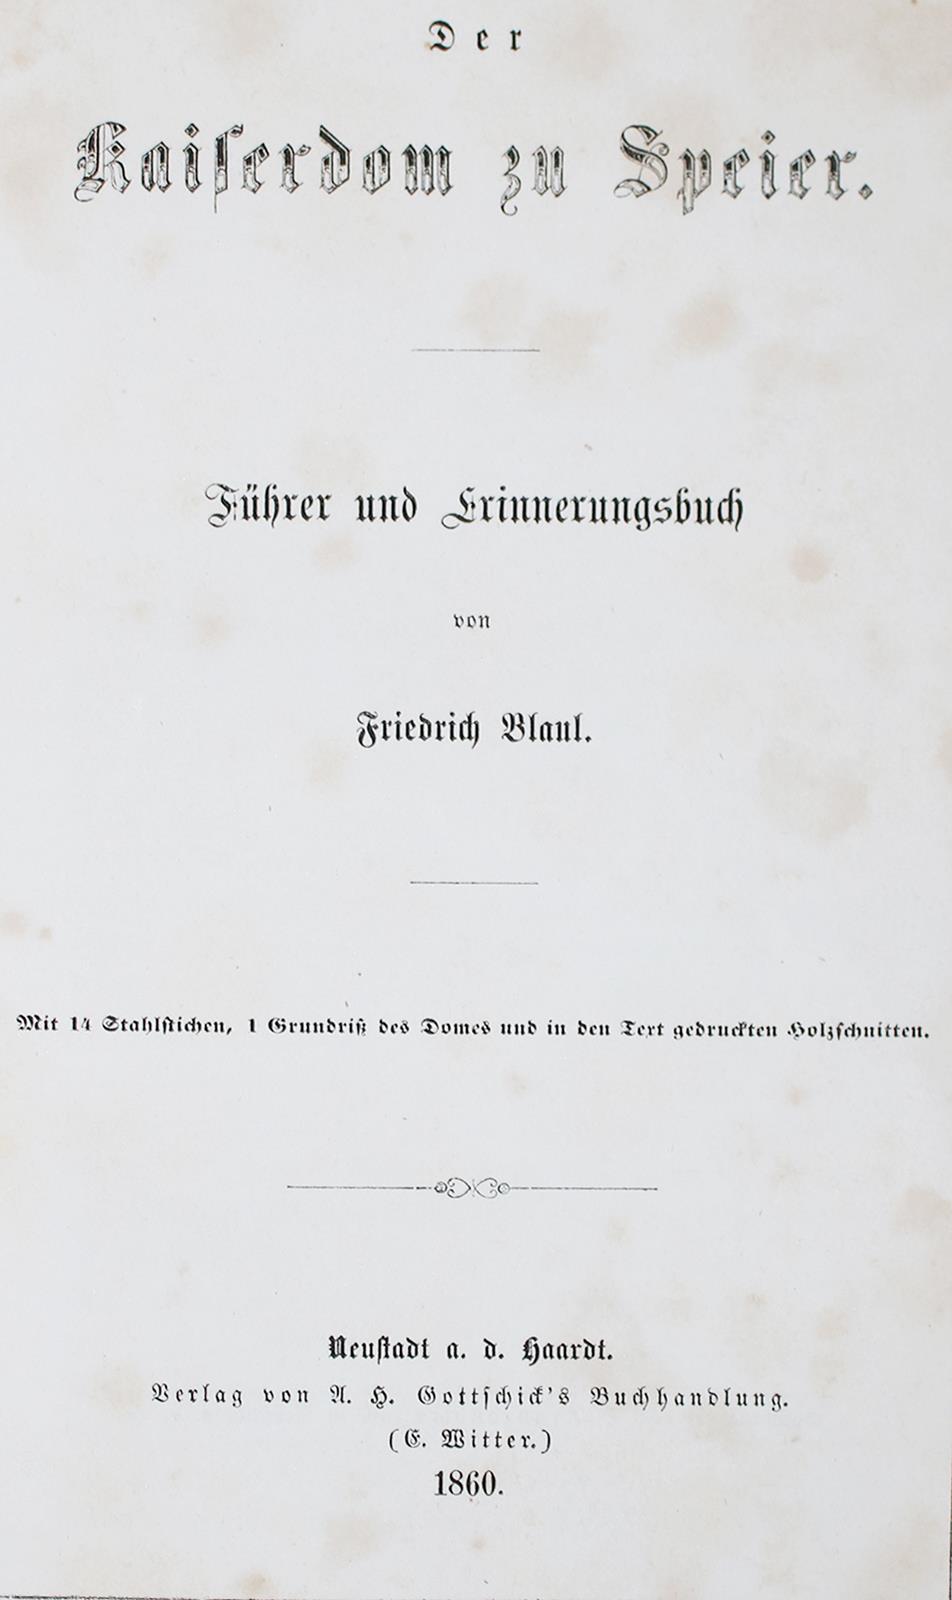 Der
Kaiserdom zu Speier.
Führer und Erinnerungsbuch
von
Friedrich Blaul.
Mit 14 Stahlstichen, 1 Grundriß des Domes und in den Text gedruckten Holzschnitten.
Neustadt a. d. Haardt.
Verlag von A. H. Gottschick's Buchhandlung.
(E. Witter.)
1860.